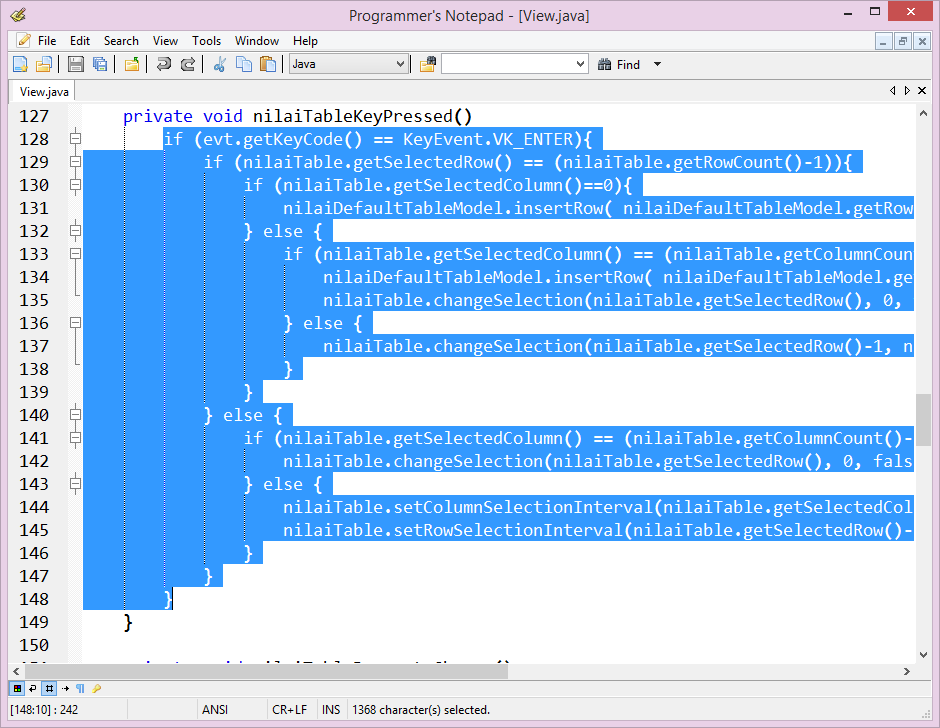 Programmer's Notepad - [View.java]
File Edit Search View Tools Window Help
Java Find
View.java
127 private void nilaiTableKeyPressed()
128 if (evt.getKeyCode() == KeyEvent.VK_ENTER){
129 if (nilaiTable.getSelectedRow() == (nilaiTable.getRowCount()-1)){
130 if (nilaiTable.getSelectedColumn()==0){
131 nilaiDefaultTableModel.insertRow( nilaiDefaultTableModel.getRow
132 } else {
133 if (nilaiTable.getSelectedColumn() == (nilaiTable.getColumnCoun
134 nilaiDefaultTableModel.insertRow( nilaiDefaultTableModel.ge
135 nilaiTable.changeSelection(nilaiTable.getSelectedRow(), 0,
136 } else {
137 nilaiTable.changeSelection(nilaiTable.getSelectedRow()-1, n
138 }
139 }
140 } else {
141 if (nilaiTable.getSelectedColumn() == (nilaiTable.getColumnCount()-
142 nilaiTable.changeSelection(nilaiTable.getSelectedRow(), 0, fals
143 } else {
144 nilaiTable.setColumnSelectionInterval(nilaiTable.getSelectedCol
145 nilaiTable.setRowSelectionInterval(nilaiTable.getSelectedRow()-
146 }
147 }
148 }
149 }
150
[148:10] : 242 ANSI CR+LF INS 1368 character(s) selected.